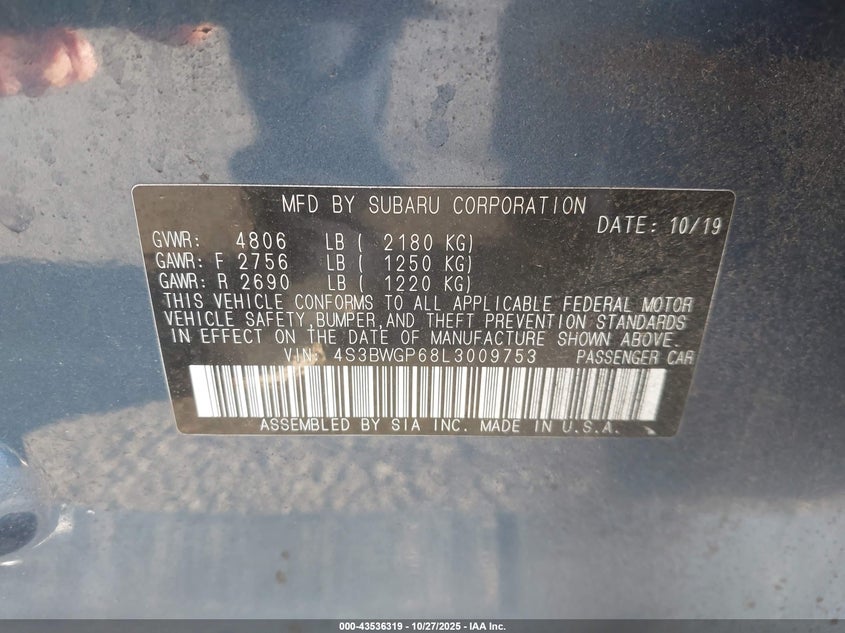 MFD BY SUBARU CORPORATION
DATE: 10/19
GVWR: 4806 LB ( 2180 KG)
GAWR: F 2756 LB ( 1250 KG)
GAWR: R 2690 LB ( 1220 KG)
THIS VEHICLE CONFORMS TO ALL APPLICABLE FEDERAL MOTOR
VEHICLE SAFETY, BUMPER, AND THEFT PREVENTION STANDARDS
IN EFFECT ON THE DATE OF MANUFACTURE SHOWN ABOVE.
VIN: 4S3BWGP68L3009753 PASSENGER CAR
ASSEMBLED BY SIA INC. MADE IN U.S.A.
000-43536319 - 10/27/2025 - IAA Inc.